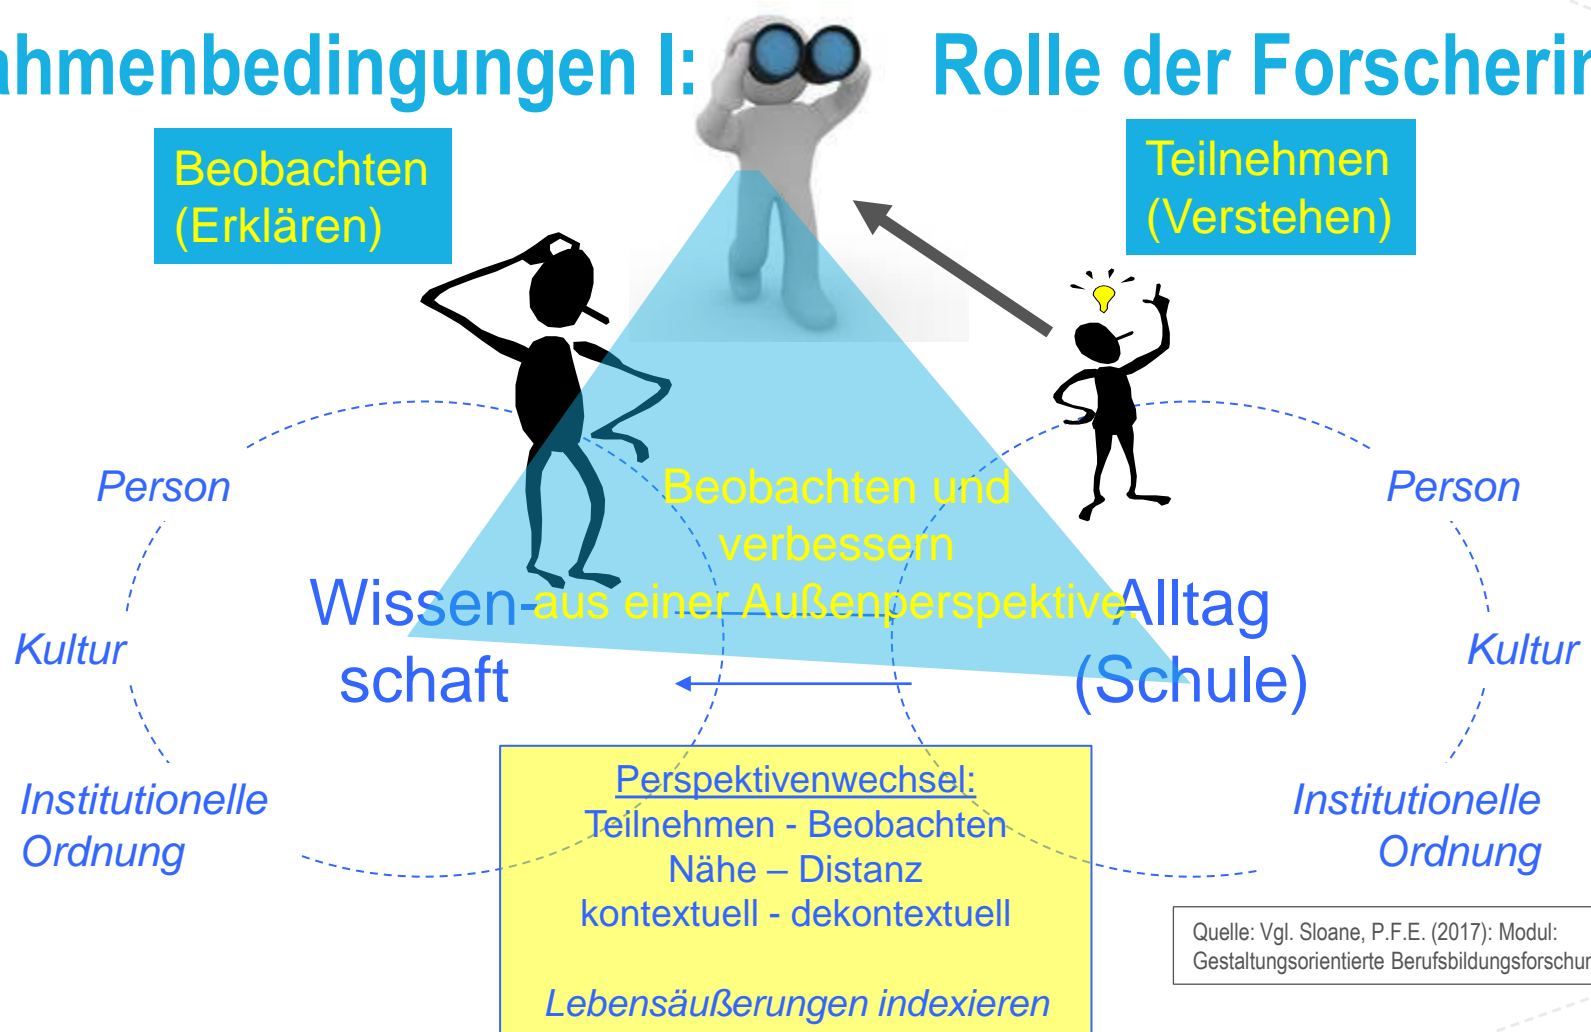 ahmenbedingungen I: Rolle der Forscherin
Beobachten
(Erklären)
Teilnehmen
(Verstehen)
Person
Kultur
Institutionelle
Ordnung
Wissen-
schaft
Beobachten und
verbessern
aus einer Außenperspektive.
Alltag
(Schule)
Person
Kultur
Institutionelle
Ordnung
Perspektivenwechsel:
Teilnehmen - Beobachten
Nähe – Distanz
kontextuell - dekontextuell
Lebensäußerungen indexieren
Quelle: Vgl. Sloane, P.F.E. (2017): Modul:
Gestaltungsorientierte Berufsbildungsforschun